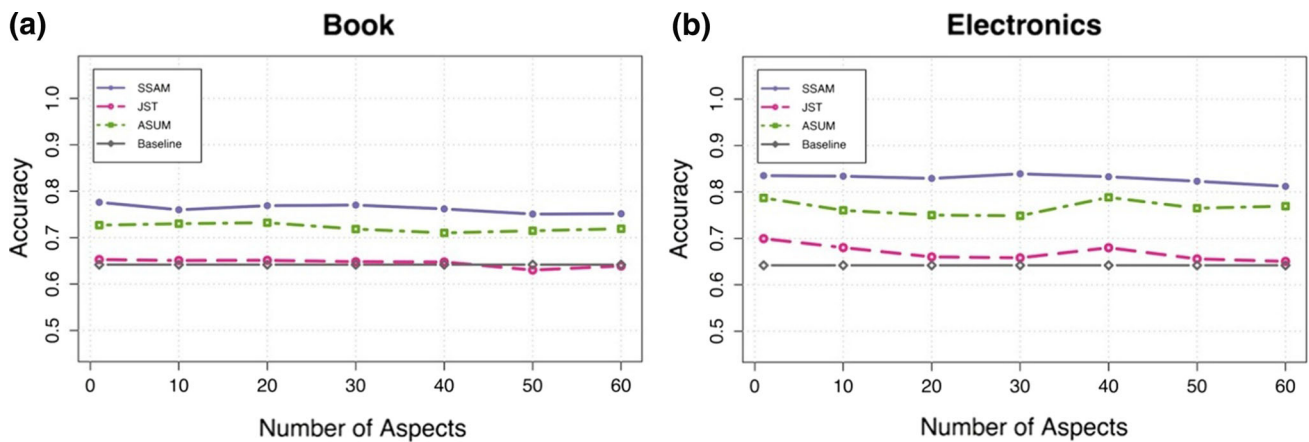 (a) Book
SSAM
JST
ASUM
Baseline
Accuracy
1.0
0.9
0.8
0.7
0.6
0.5
0 10 20 30 40 50 60
Number of Aspects
(b) Electronics
SSAM
JST
ASUM
Baseline
Accuracy
1.0
0.9
0.8
0.7
0.6
0.5
0 10 20 30 40 50 60
Number of Aspects